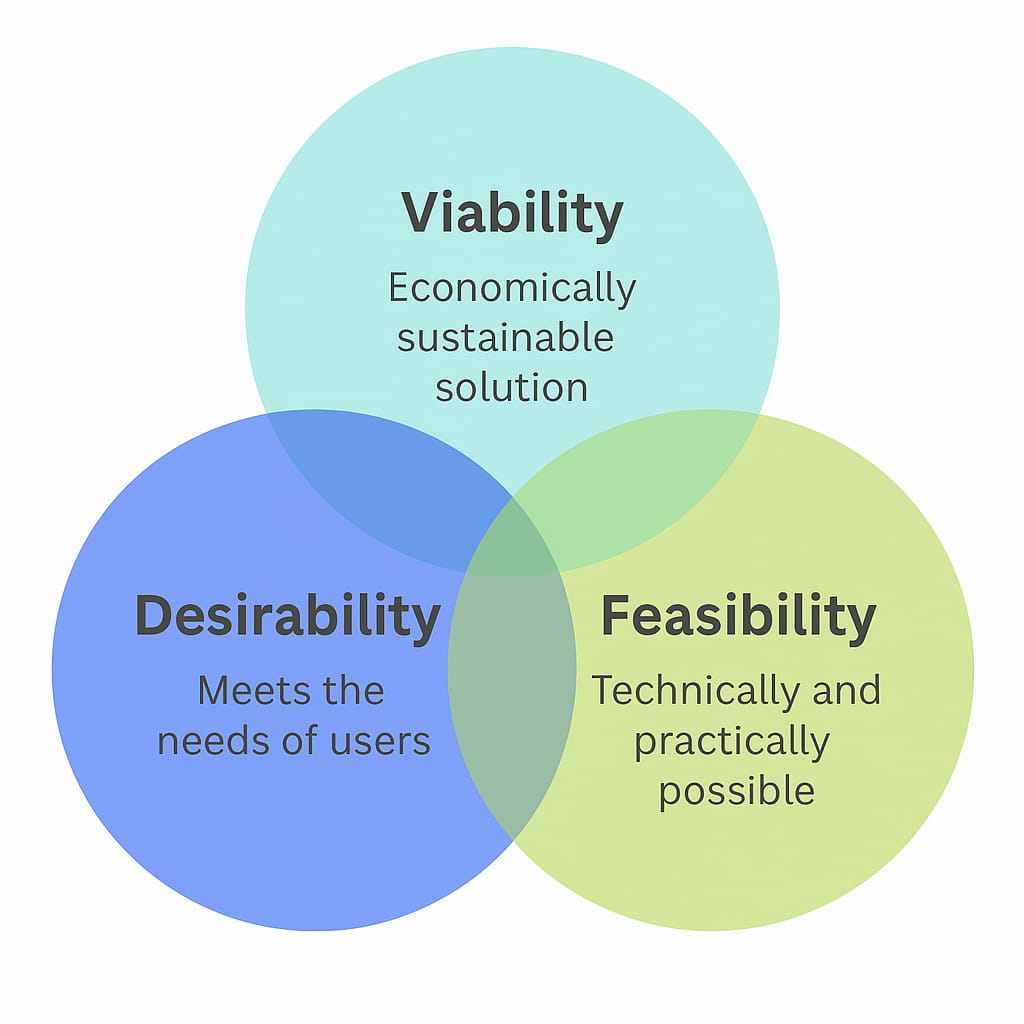 Viability
Economically
sustainable
solution
Desirability
Meets the
needs of users
Feasibility
Technically and
practically
possible